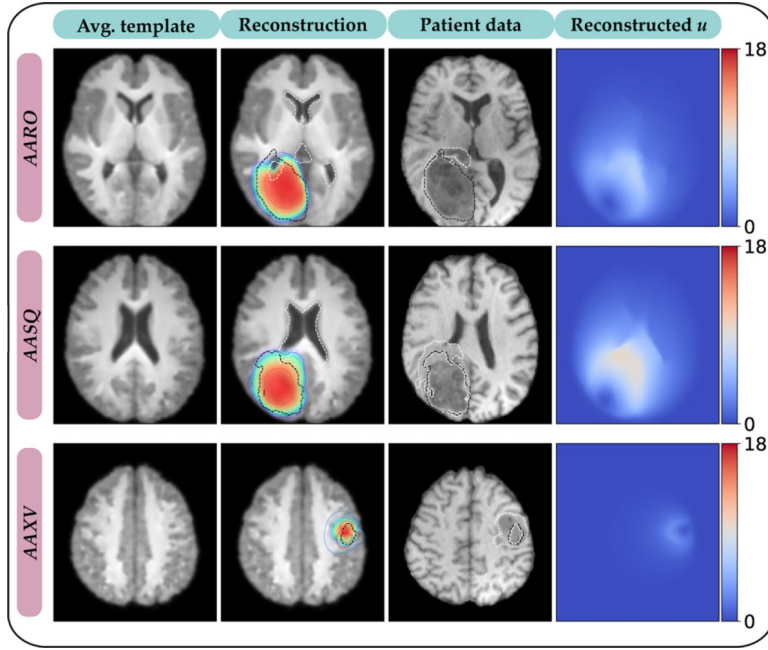 Avg. template
Reconstruction
Patient data
Reconstructed u
AARO
18
0
AASQ
18
0
AAXV
18
0